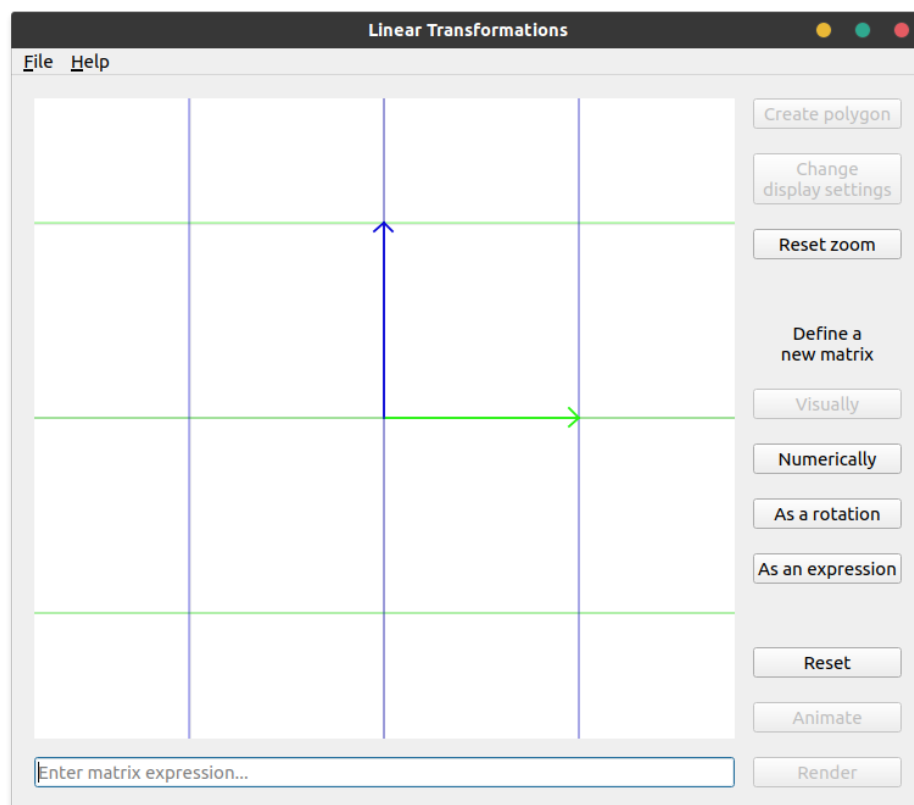 Linear Transformations
File Help
Create polygon
Change
display settings
Reset zoom
Define a
new matrix
Visually
Numerically
As a rotation
As an expression
Reset
Animate
Enter matrix expression...
Render